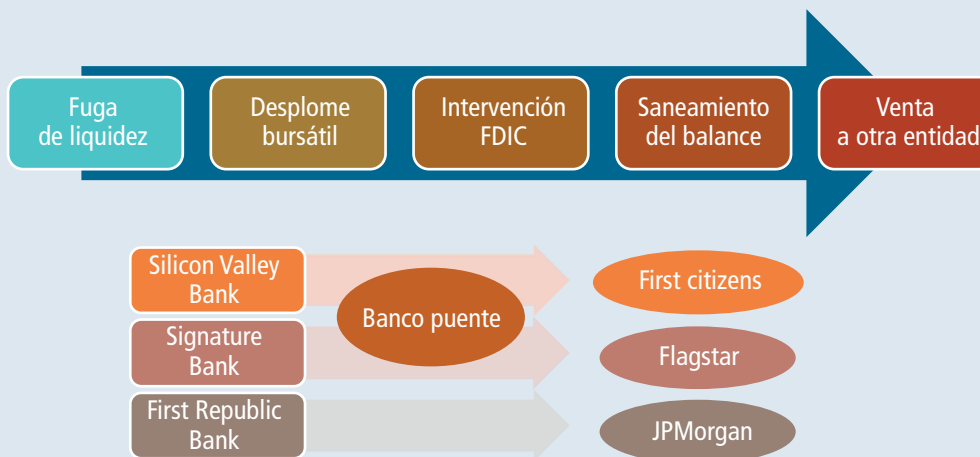 Fuga
de liquidez
Desplome
bursátil
Intervención
FDIC
Saneamiento
del balance
Venta
a otra entidad
Silicon Valley
Bank
Banco puente
First citizens
Signature
Bank
Flagstar
First Republic
Bank
JPMorgan